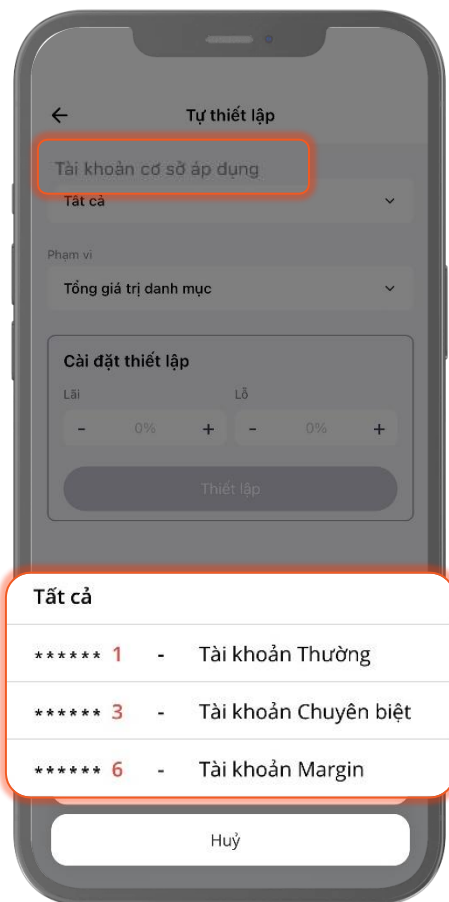 Tự thiết lập
Tài khoản cơ sở áp dụng
Tất cả
Phạm vi
Tổng giá trị danh mục
Cài đặt thiết lập
Lãi Lỗ
- 0% + - 0% +
Thiết lập
Tất cả
****** 1 - Tài khoản Thường
****** 3 - Tài khoản Chuyên biệt
****** 6 - Tài khoản Margin
Huỷ